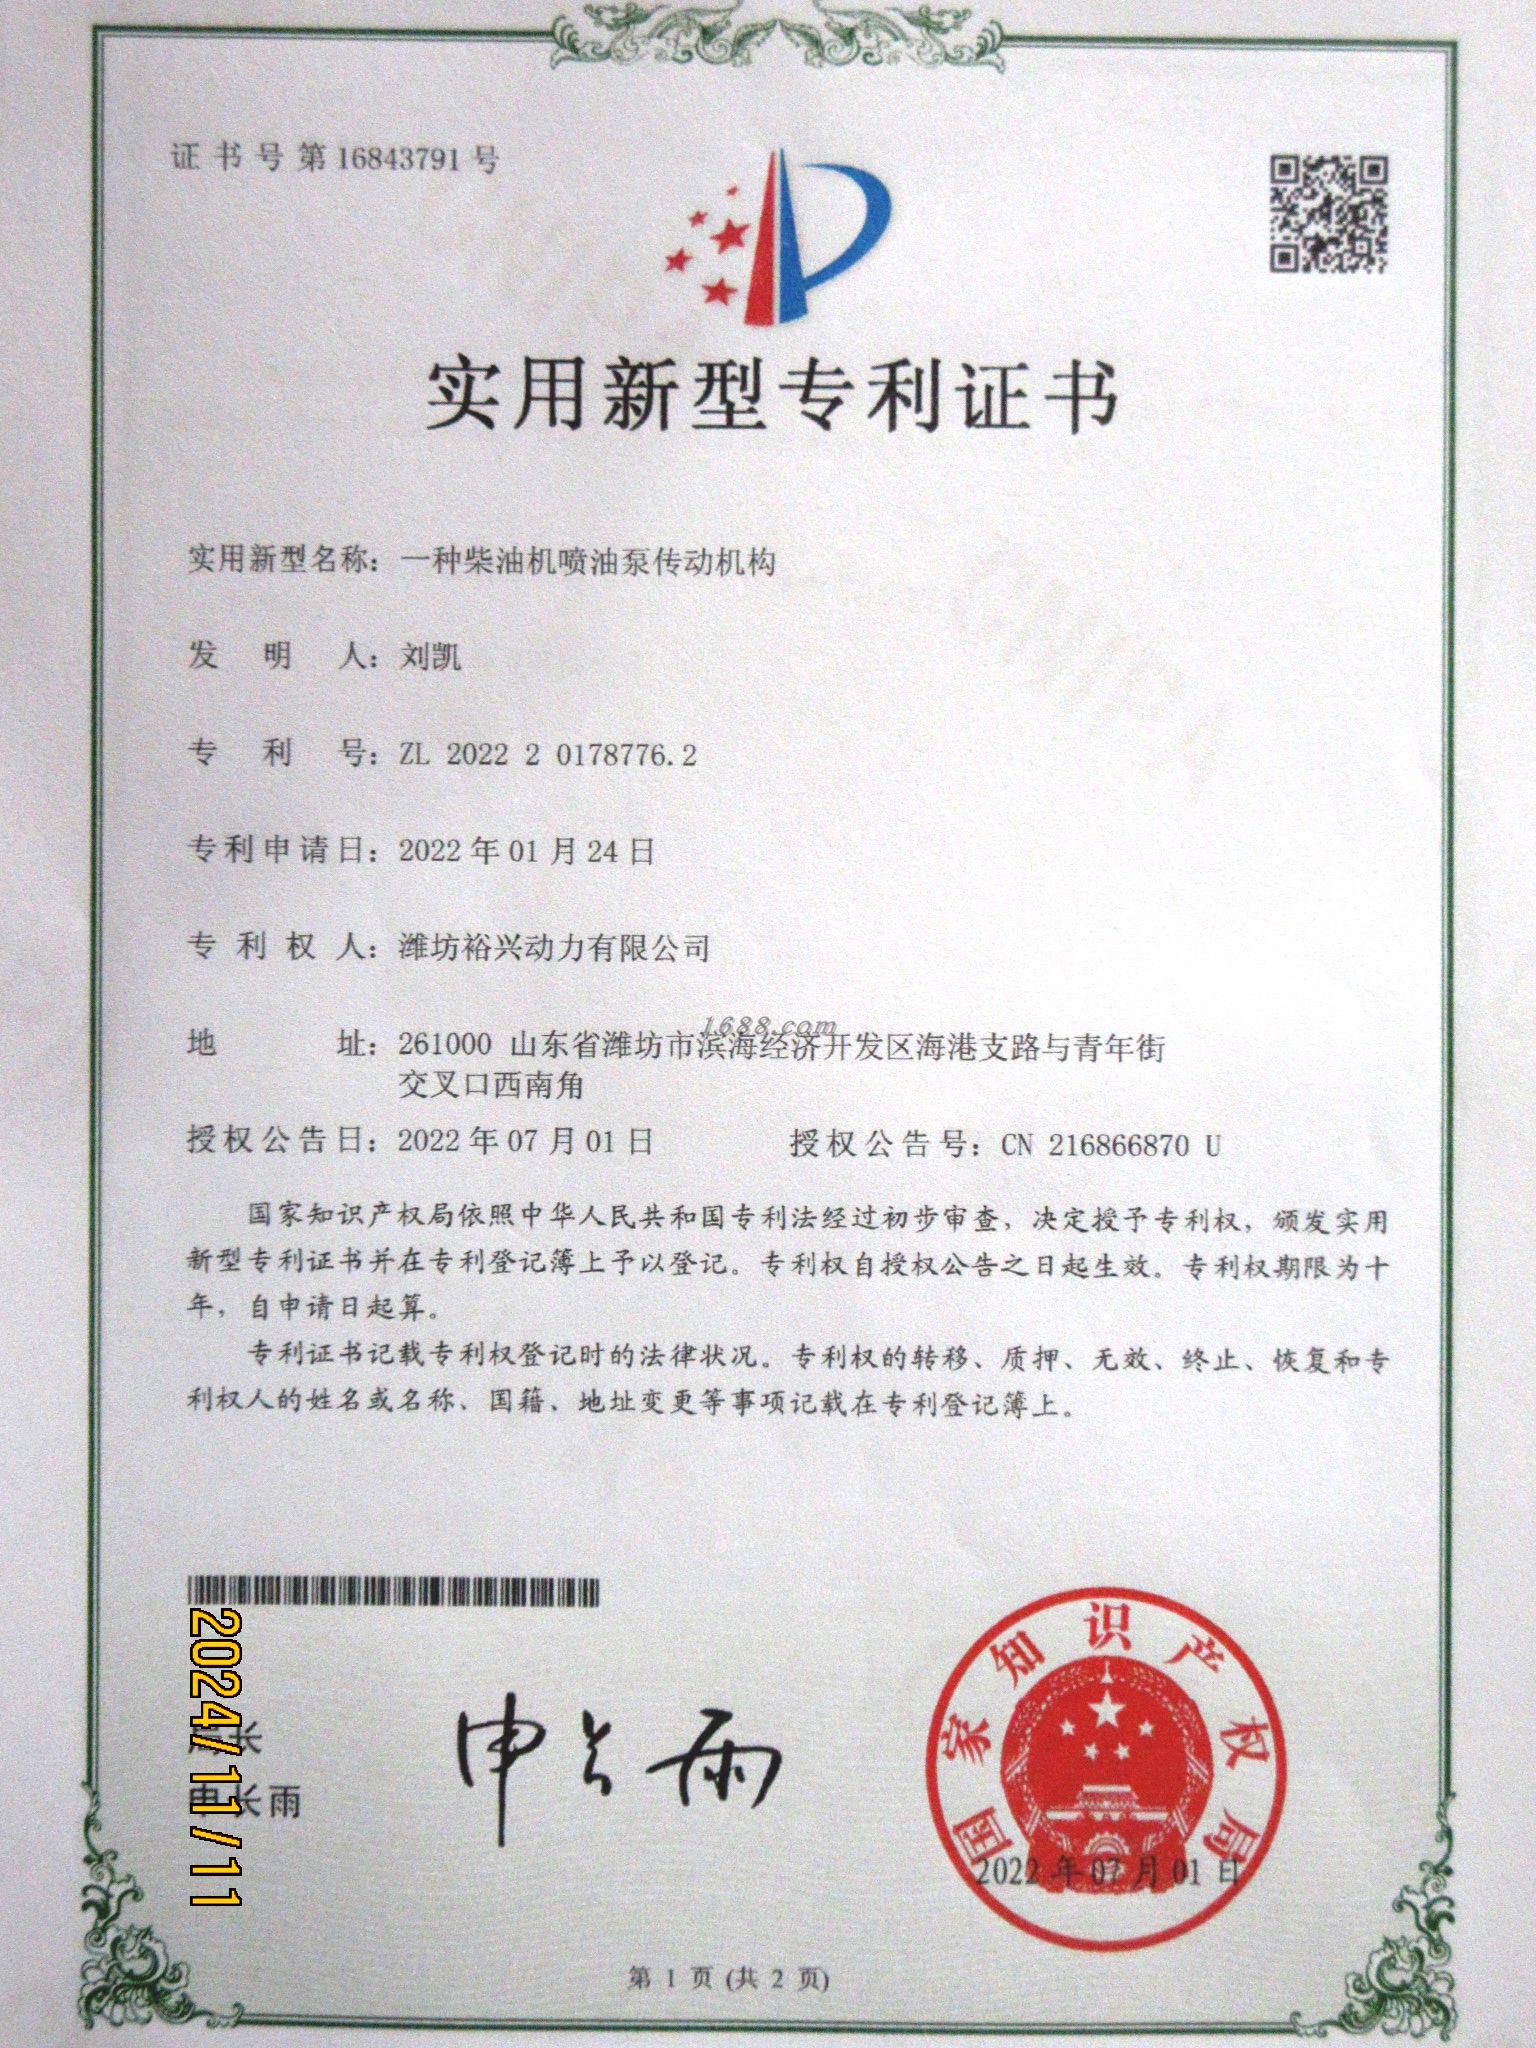 证书号第16843791号
实用新型专利证书
实用新型名称：一种柴油机喷油泵传动机构
发明人：刘凯
专利号：ZL 2022 2 0178776.2
专利申请日：2022年01月24日
专利权人：潍坊裕兴动力有限公司
1688.com
地址：261000 山东省潍坊市滨海经济开发区海港支路与青年街
交叉口西南角
授权公告日：2022年07月01日 授权公告号：CN 216866870 U
国家知识产权局依照中华人民共和国专利法经过初步审查，决定授予专利权，颁发实用
新型专利证书并在专利登记簿上予以登记。专利权自授权公告之日起生效。专利权期限为十
年，自申请日起算。
专利证书记载专利权登记时的法律状况。专利权的转移、质押、无效、终止、恢复和专
利权人的姓名或名称、国籍、地址变更等事项记载在专利登记簿上。
2024/11/11
局长
申长雨
申长雨
国家知识产权局
2022年07月01日
第 1 页 (共 2 页)